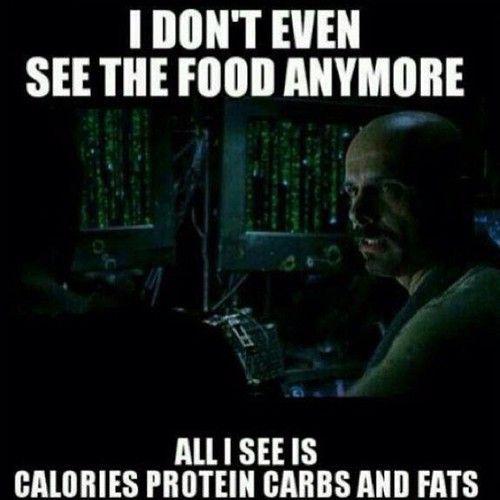 I DON'T EVEN
SEE THE FOOD ANYMORE
ALL I SEE IS
CALORIES PROTEIN CARBS AND FATS